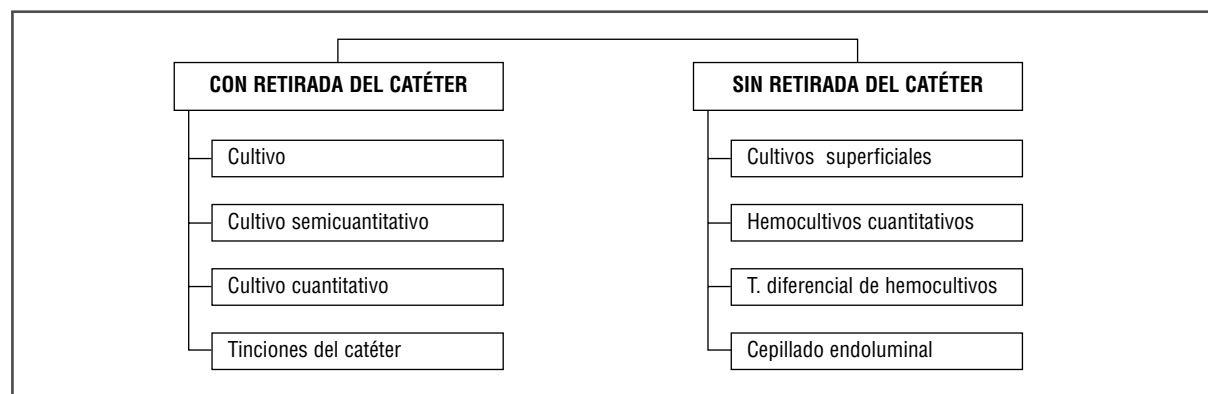 CON RETIRADA DEL CATÉTER
Cultivo
Cultivo semicuantitativo
Cultivo cuantitativo
Tinciones del catéter
SIN RETIRADA DEL CATÉTER
Cultivos superficiales
Hemocultivos cuantitativos
T. diferencial de hemocultivos
Cepillado endoluminal